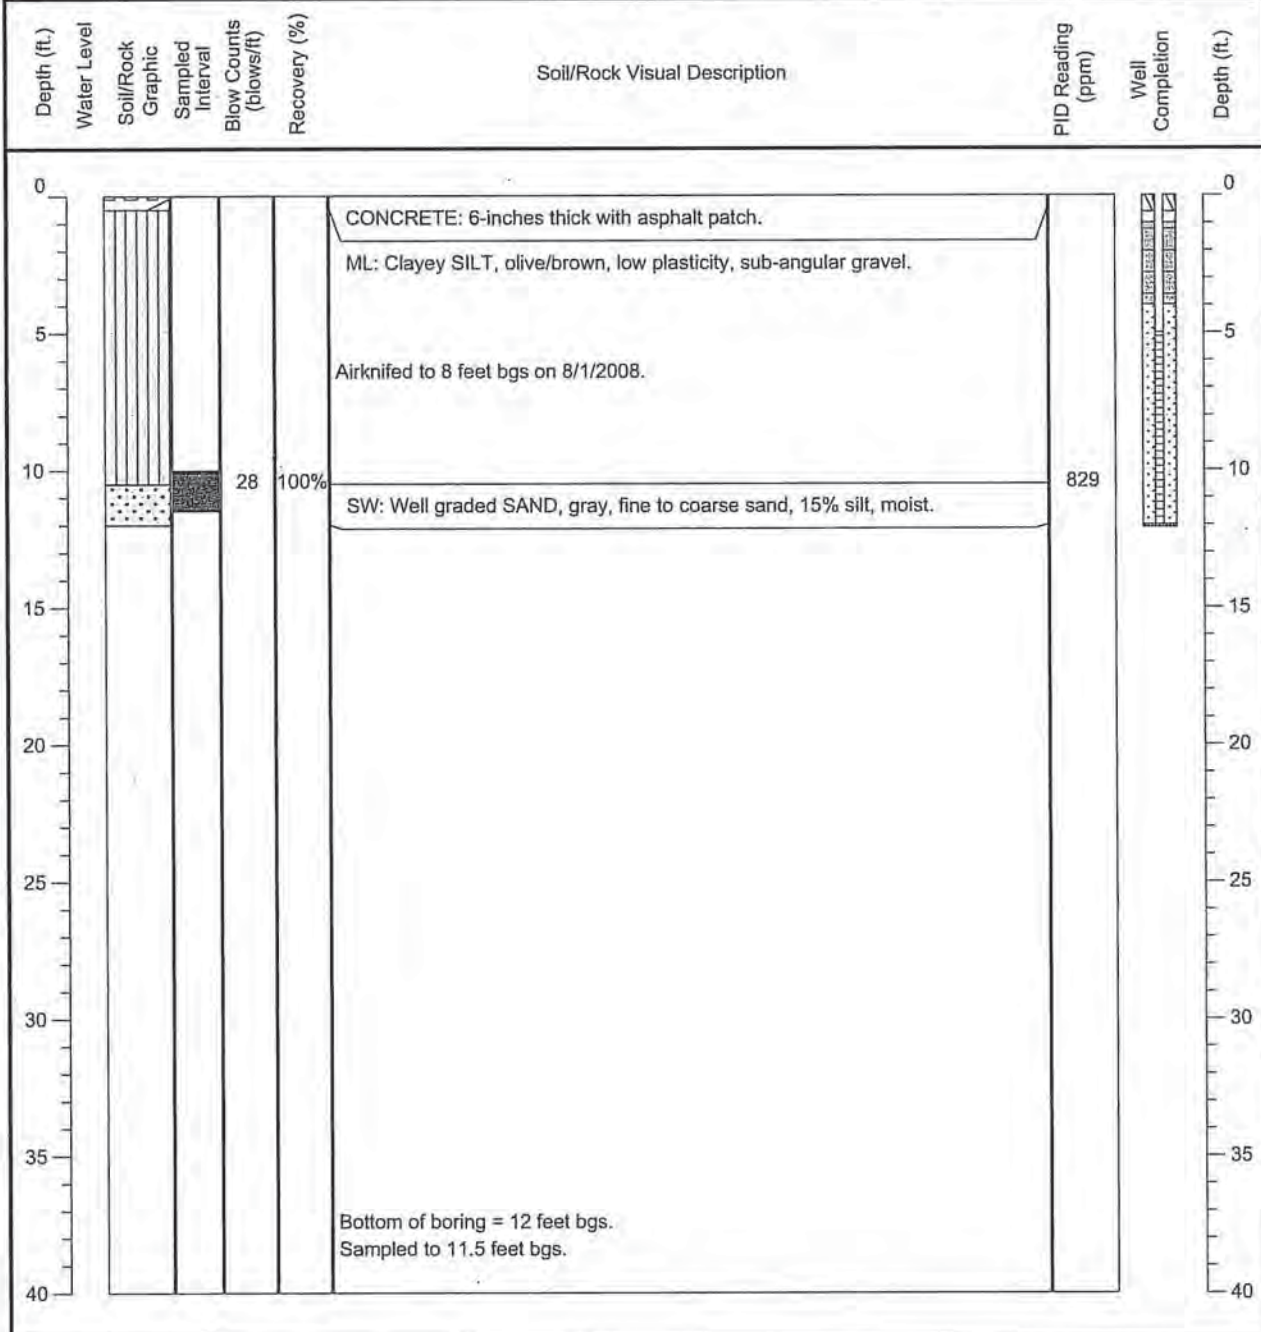 Depth (ft.)
Water Level
Soil/Rock
Graphic
Sampled
Interval
Blow Counts
(blows/ft)
Recovery (%)
Soil/Rock Visual Description
PID Reading
(ppm)
Well
Completion
Depth (ft.)
0
0
CONCRETE: 6-inches thick with asphalt patch.
ML: Clayey SILT, olive/brown, low plasticity, sub-angular gravel.
5
5
Airknifed to 8 feet bgs on 8/1/2008.
10
28
100%
829
10
SW: Well graded SAND, gray, fine to coarse sand, 15% silt, moist.
15
15
20
20
25
25
30
30
35
35
Bottom of boring = 12 feet bgs.
Sampled to 11.5 feet bgs.
40
40